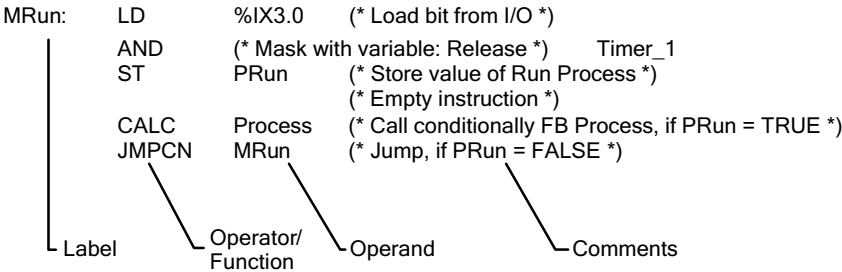 MRun: LD %IX3.0 (* Load bit from I/O *)
AND (* Mask with variable: Release *) Timer_1
ST PRun (* Store value of Run Process *)
(* Empty instruction *)
CALC Process (* Call conditionally FB Process, if PRun = TRUE *)
JMPCN MRun (* Jump, if PRun = FALSE *)
Label Operator/ Operand Comments
Function